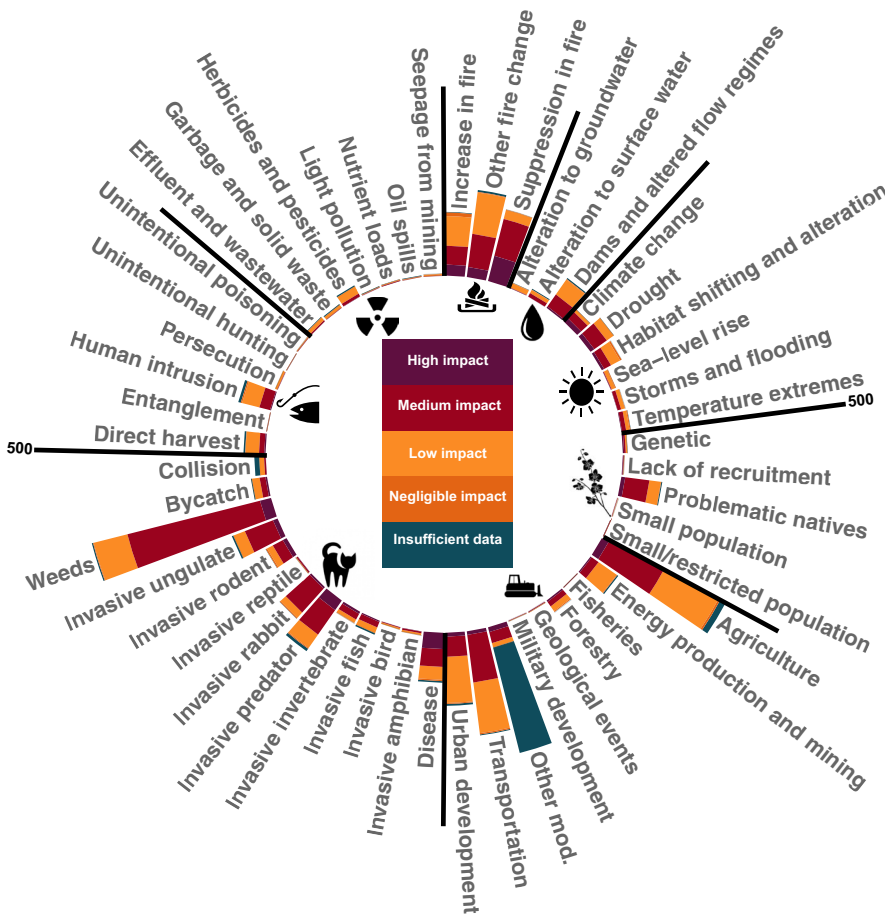 Seepage from mining
Increase in fire
Other fire change
Suppression in fire
Alteration to groundwater
Alteration to surface water
Dams and altered flow regimes
Climate change
Drought
Habitat shifting and alteration
Sea–level rise
Storms and flooding
Temperature extremes
500
Genetic
Lack of recruitment
Problematic natives
Small population
Small/restricted population
Agriculture
Energy production and mining
Fisheries
Forestry
Geological events
Military development
Other mod.
Transportation
Urban development
Disease
Invasive amphibian
Invasive bird
Invasive fish
Invasive invertebrate
Invasive predator
Invasive rabbit
Invasive reptile
Invasive rodent
Invasive ungulate
Weeds
Bycatch
Collision
500
Direct harvest
Entanglement
Human intrusion
Persecution
Unintentional hunting
Unintentional poisoning
Effluent and wastewater
Garbage and solid waste
Herbicides and pesticides
Light pollution
Nutrient loads
Oil spills
High impact
Medium impact
Low impact
Negligible impact
Insufficient data